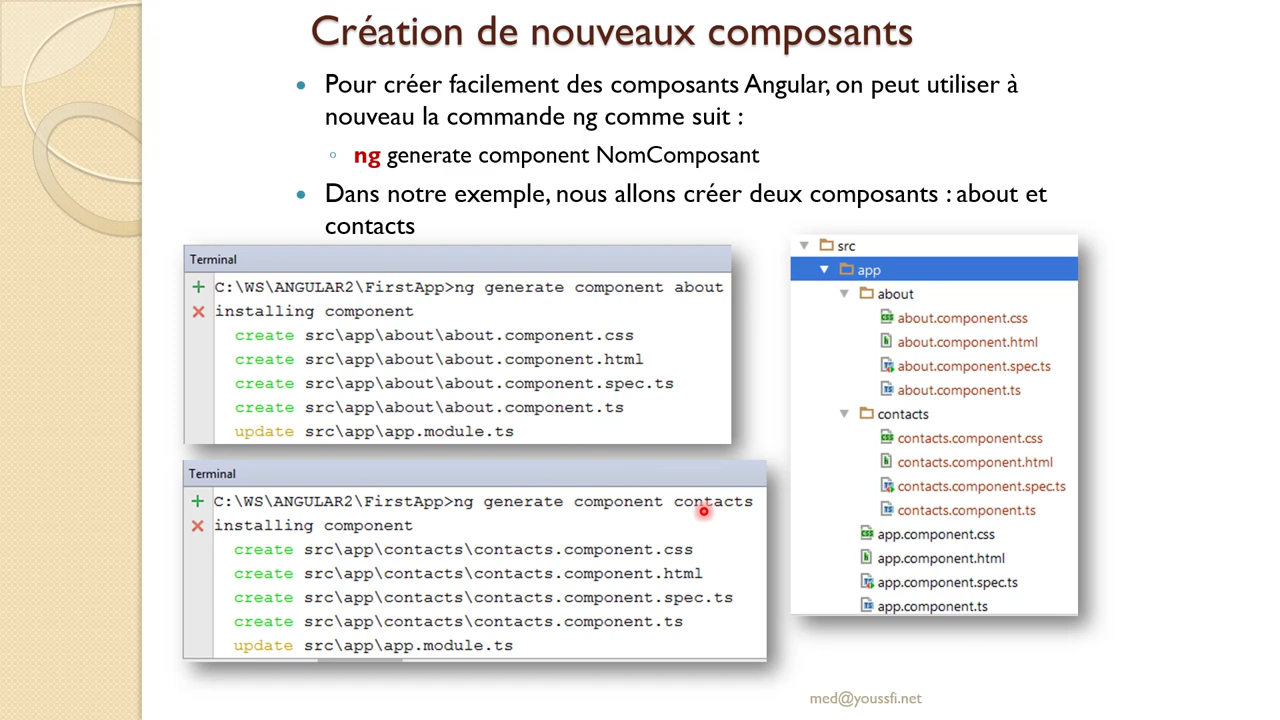 Création de nouveaux composants
Pour créer facilement des composants Angular, on peut utiliser à
nouveau la commande ng comme suit :
ng generate component NomComposant
Dans notre exemple, nous allons créer deux composants : about et
contacts
Terminal
C:\WS\ANGULAR2\FirstApp>ng generate component about
installing component
create src\app\about\about.component.css
create src\app\about\about.component.html
create src\app\about\about.component.spec.ts
create src\app\about\about.component.ts
update src\app\app.module.ts
Terminal
C:\WS\ANGULAR2\FirstApp>ng generate component contacts
installing component
create src\app\contacts\contacts.component.css
create src\app\contacts\contacts.component.html
create src\app\contacts\contacts.component.spec.ts
create src\app\contacts\contacts.component.ts
update src\app\app.module.ts
src
app
about
about.component.css
about.component.html
about.component.spec.ts
about.component.ts
contacts
contacts.component.css
contacts.component.html
contacts.component.spec.ts
contacts.component.ts
app.component.css
app.component.html
app.component.spec.ts
app.component.ts
med@youssfi.net